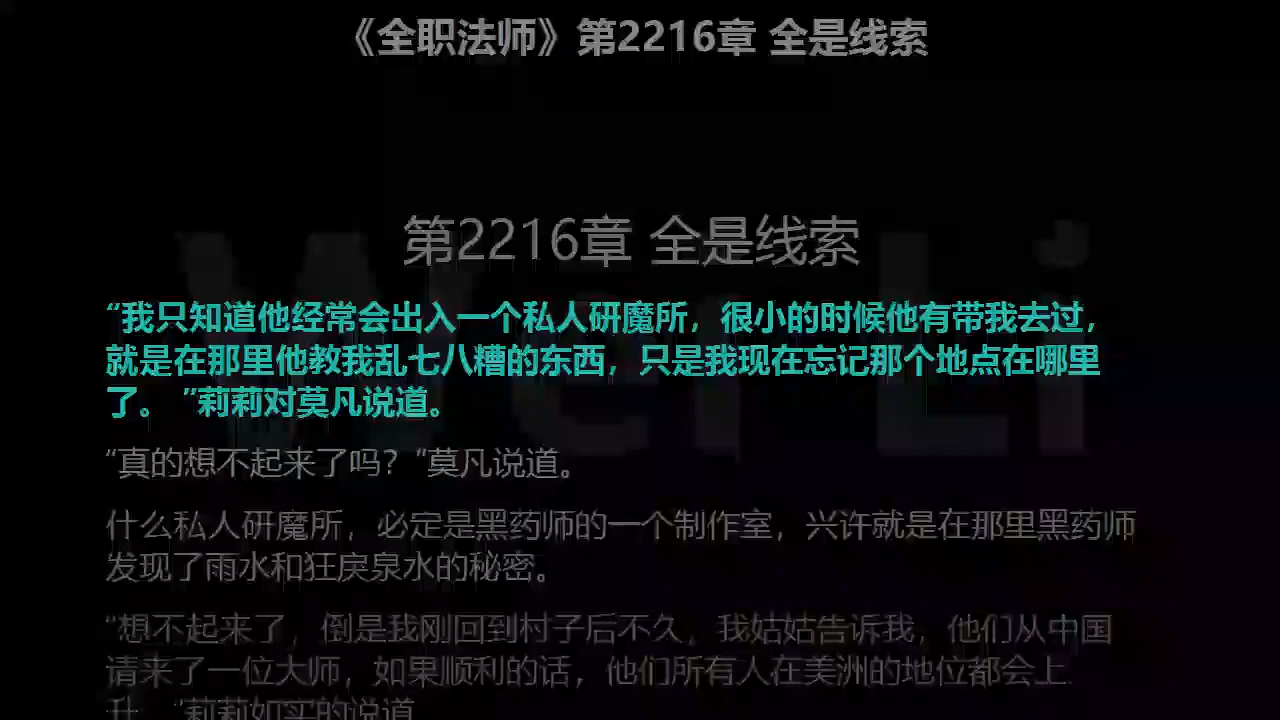 《全职法师》第2216章 全是线索
Wei Li
第2216章 全是线索
“我只知道他经常会出入一个私人研魔所，很小的时候他有带我去过，
就是在那里他教我乱七八糟的东西，只是我现在忘记那个地点在哪里
了。 ”莉莉对莫凡说道。
“真的想不起来了吗？”莫凡说道。
什么私人研魔所，必定是黑药师的一个制作室，兴许就是在那里黑药师
发现了雨水和狂戾泉水的秘密。
“想不起来了，倒是我刚回到村子后不久，我姑姑告诉我，他们从中国
请来了一位大师，如果顺利的话，他们所有人在美洲的地位都会上
升。”莉莉如实的说道